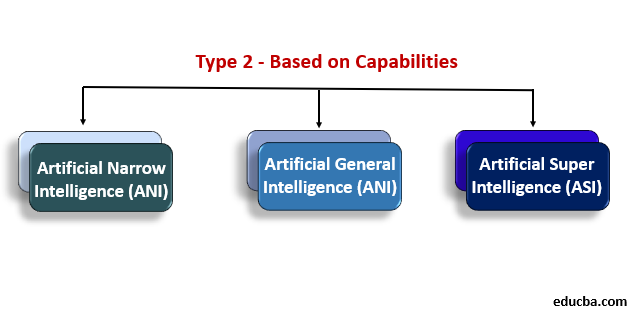 Type 2 - Based on Capabilities
Artificial Narrow
Intelligence (ANI)
Artificial General
Intelligence (ANI)
Artificial Super
Intelligence (ASI)
educba.com